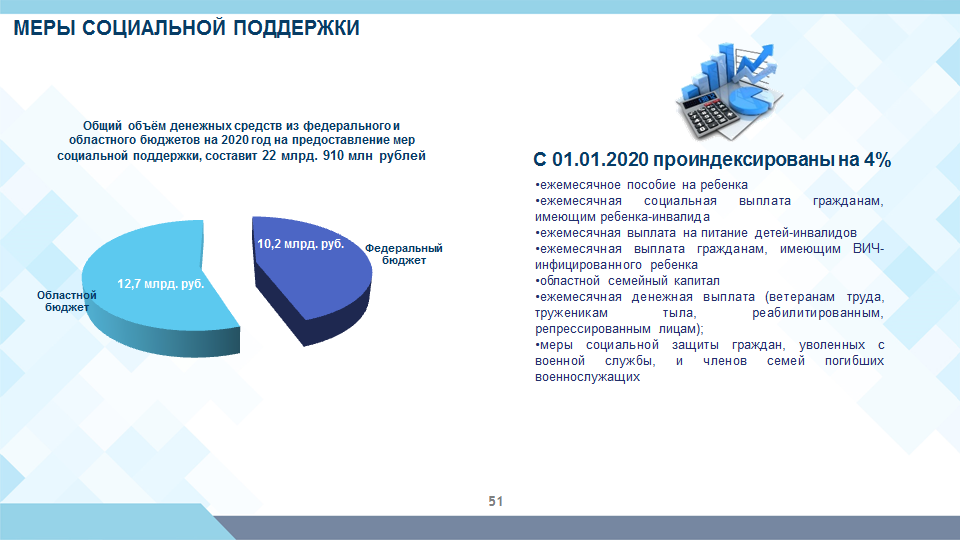 МЕРЫ СОЦИАЛЬНОЙ ПОДДЕРЖКИ
Общий объём денежных средств из федерального и
областного бюджетов на 2020 год на предоставление мер
социальной поддержки, составит 22 млрд. 910 млн рублей
10,2 млрд. руб.
Федеральный
бюджет
12,7 млрд. руб.
Областной
бюджет
С 01.01.2020 проиндексированы на 4%
•ежемесячное пособие на ребенка
•ежемесячная социальная выплата гражданам,
имеющим ребенка-инвалида
•ежемесячная выплата на питание детей-инвалидов
•ежемесячная выплата гражданам, имеющим ВИЧ-
инфицированного ребенка
•областной семейный капитал
•ежемесячная денежная выплата (ветеранам труда,
труженикам тыла, реабилитированным,
репрессированным лицам);
•меры социальной защиты граждан, уволенных с
военной службы, и членов семей погибших
военнослужащих
51